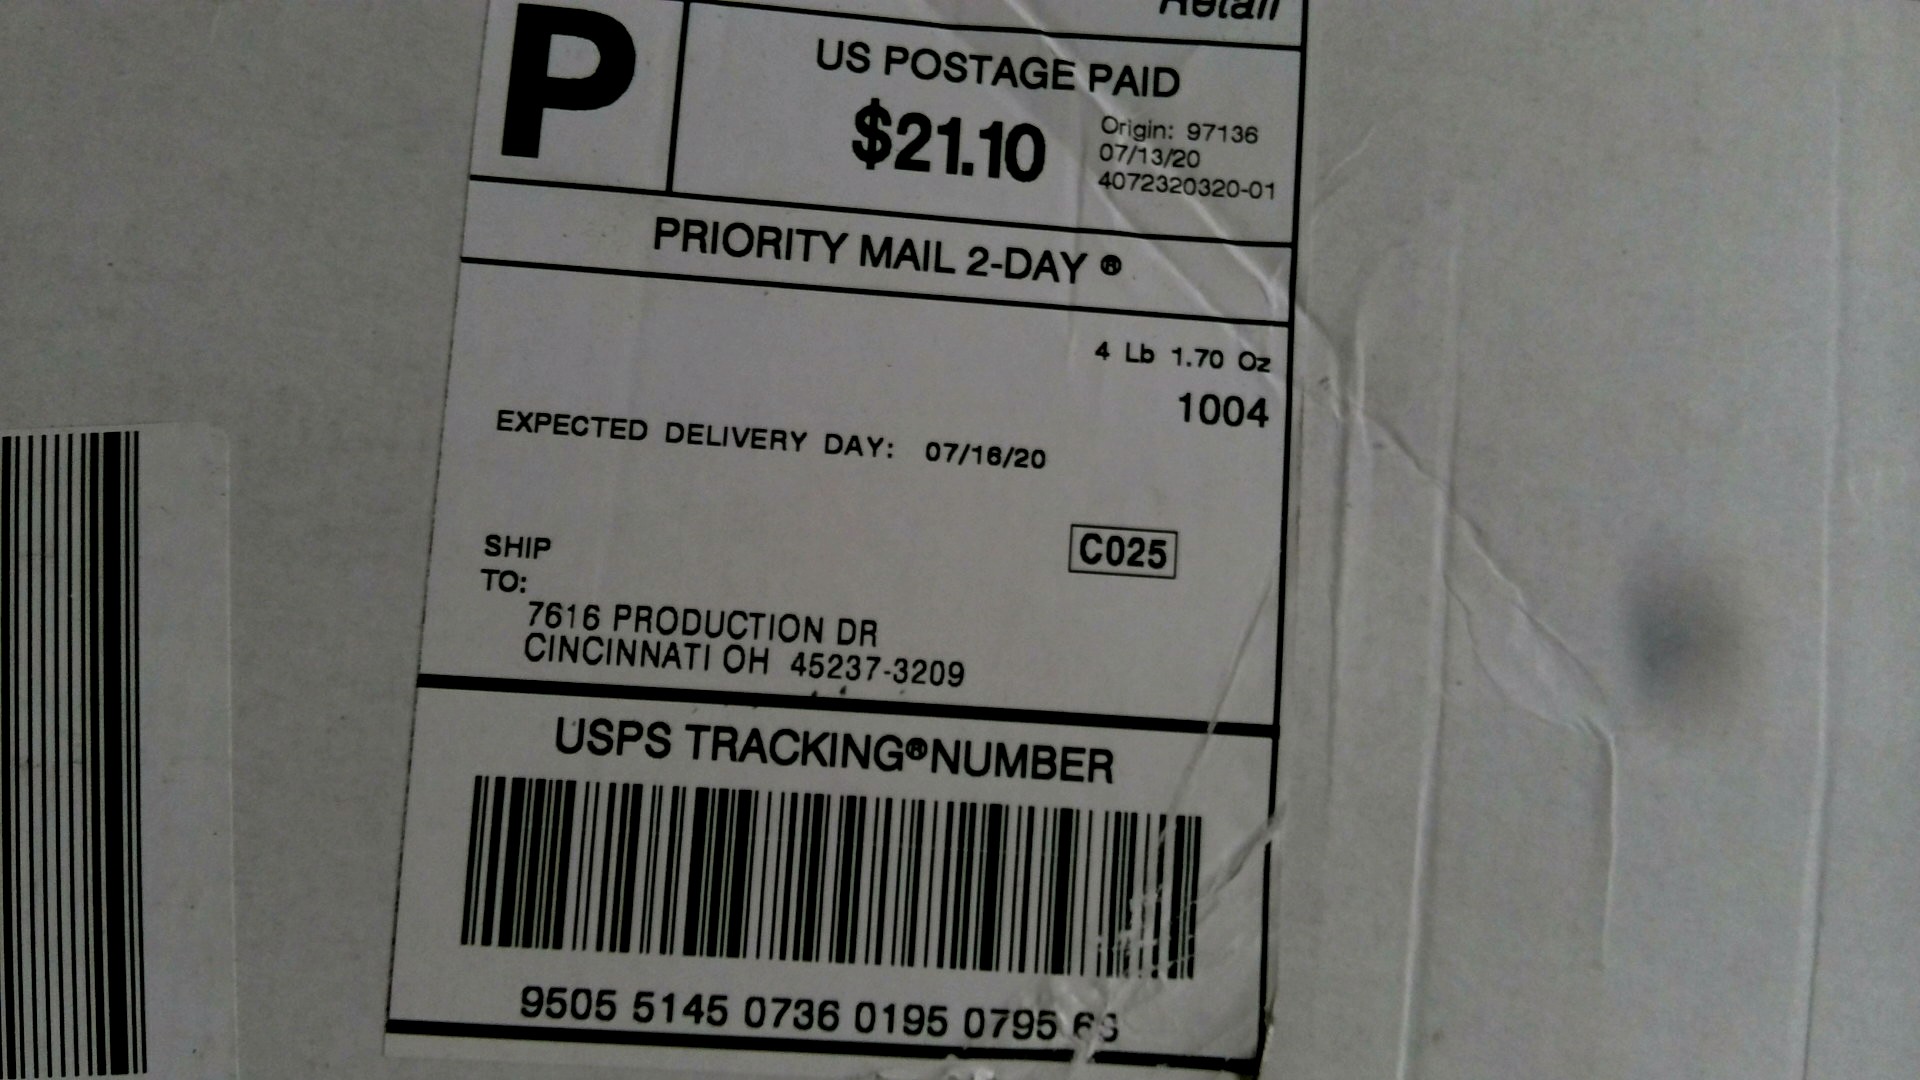 Retail
P
US POSTAGE PAID
$21.10
Origin: 97136
07/13/20
4072320320-01
PRIORITY MAIL 2-DAY ®
4 Lb 1.70 Oz
1004
EXPECTED DELIVERY DAY: 07/16/20
C025
SHIP
TO:
7616 PRODUCTION DR
CINCINNATI OH 45237-3209
USPS TRACKING® NUMBER
9505 5145 0736 0195 0795